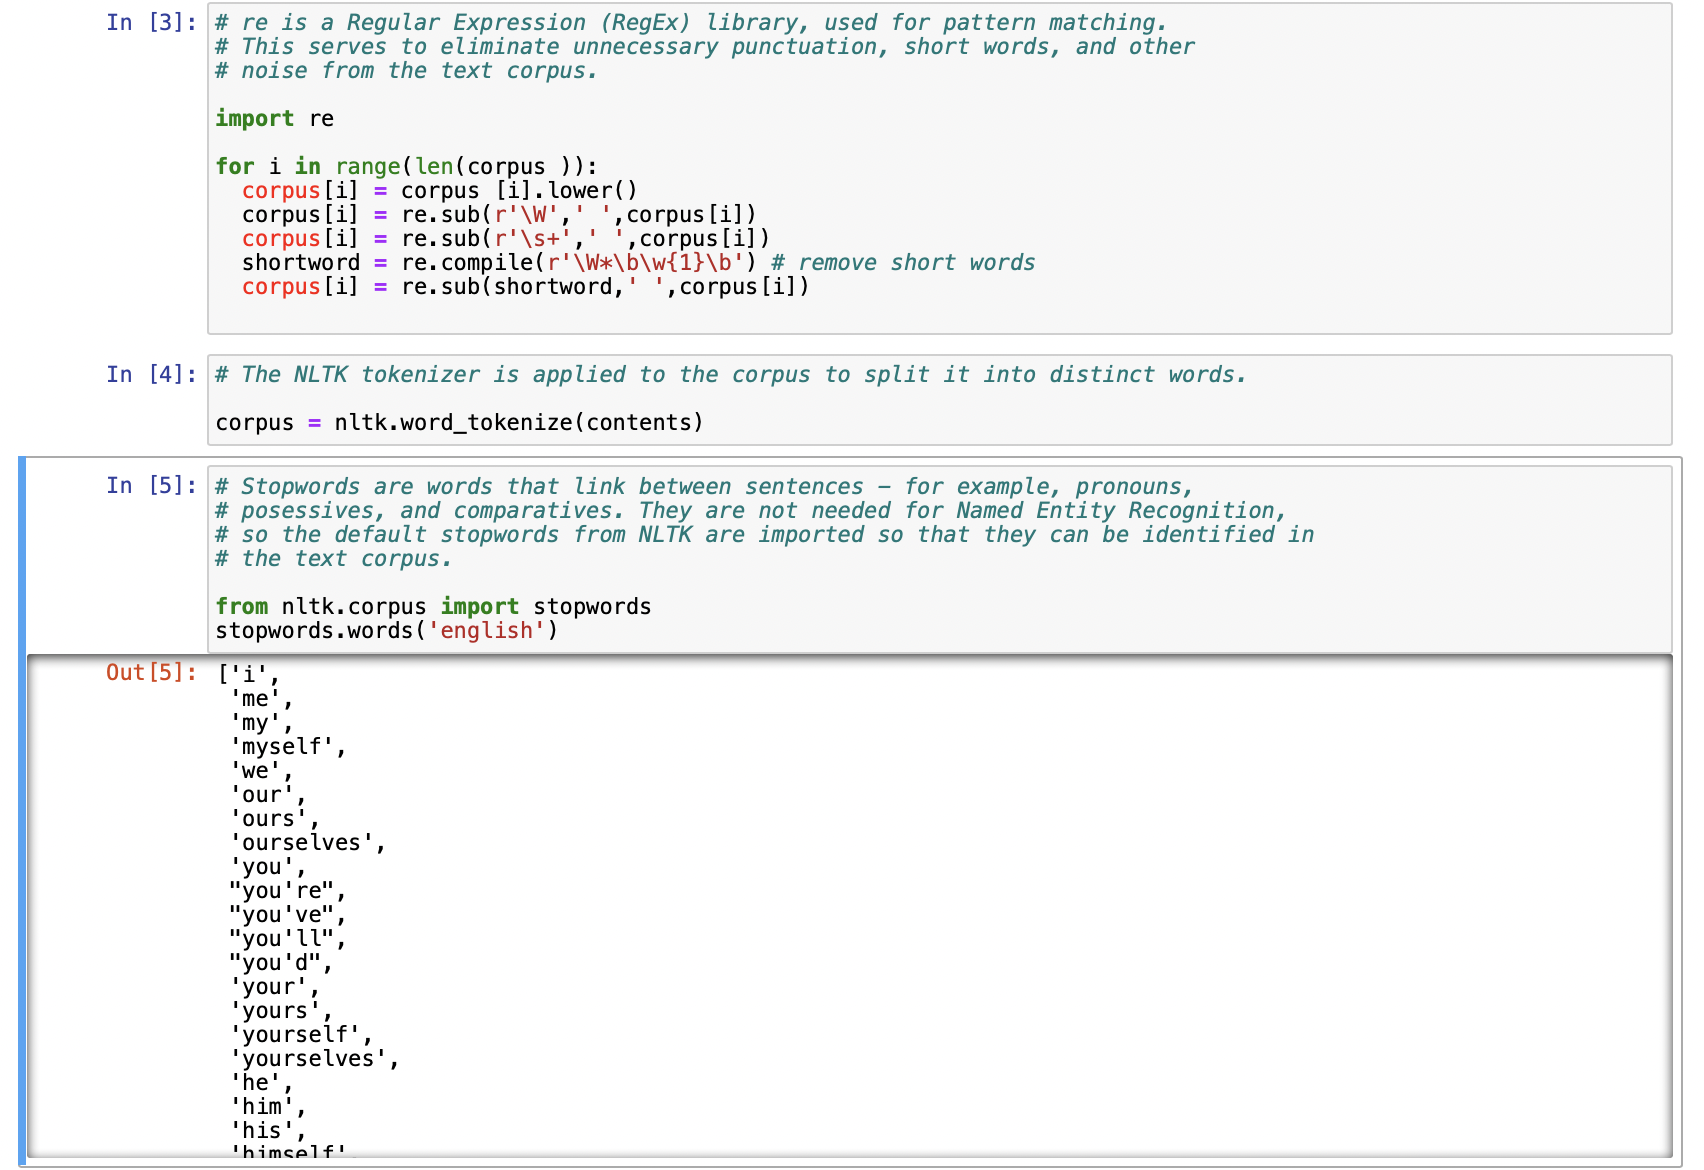 In [3]: # re is a Regular Expression (RegEx) library, used for pattern matching.
# This serves to eliminate unnecessary punctuation, short words, and other
# noise from the text corpus.
import re
for i in range(len(corpus )):
corpus[i] = corpus [i].lower()
corpus[i] = re.sub(r'\W',' ',corpus[i])
corpus[i] = re.sub(r'\s+',' ',corpus[i])
shortword = re.compile(r'\W*\b\w{1}\b') # remove short words
corpus[i] = re.sub(shortword,' ',corpus[i])
In [4]: # The NLTK tokenizer is applied to the corpus to split it into distinct words.
corpus = nltk.word_tokenize(contents)
In [5]: # Stopwords are words that link between sentences – for example, pronouns,
# posessives, and comparatives. They are not needed for Named Entity Recognition,
# so the default stopwords from NLTK are imported so that they can be identified in
# the text corpus.
from nltk.corpus import stopwords
stopwords.words('english')
Out[5]: ['i',
'me',
'my',
'myself',
'we',
'our',
'ours',
'ourselves',
'you',
"you're",
"you've",
"you'll",
"you'd",
'your',
'yours',
'yourself',
'yourselves',
'he',
'him',
'his',
'himself',